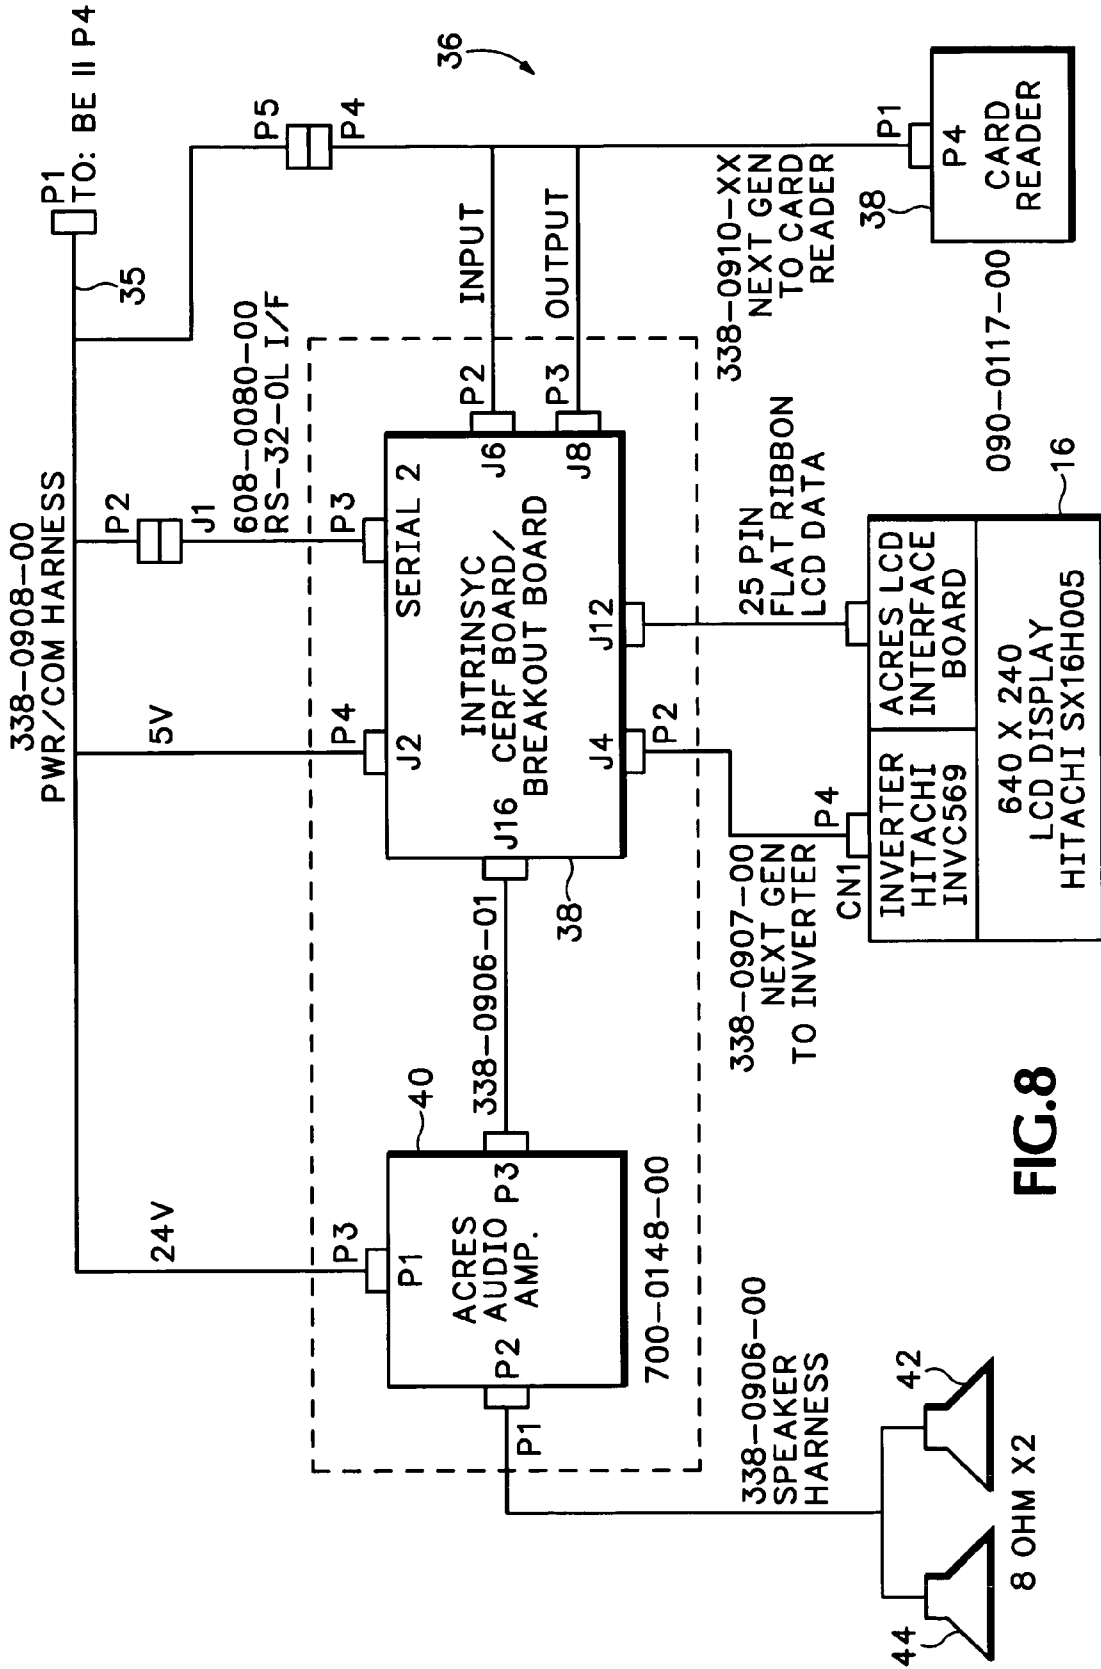 338-0908-00
PWR/COM HARNESS
P1
TO: BE II P4
35
24V
5V
P2
J1
608-0080-00
RS-32-0L I/F
P5
P4
36
P3
P1
ACRES
AUDIO
AMP.
P2
P3
P1
40
700-0148-00
338-0906-01
P4
J2
P3
SERIAL 2
INTRINSYC
CERF BOARD/
BREAKOUT BOARD
J16
38
J6
P2
INPUT
J8
P3
OUTPUT
J4
P2
J12
338-0906-00
SPEAKER
HARNESS
44
42
8 OHM X2
338-0907-00
NEXT GEN
TO INVERTER
CN1
P4
25 PIN
FLAT RIBBON
LCD DATA
INVERTER
HITACHI
INVC569
ACRES LCD
INTERFACE
BOARD
640 X 240
LCD DISPLAY
HITACHI SX16H005
16
338-0910-XX
NEXT GEN
TO CARD
READER
P1
38
P4
CARD
READER
090-0117-00
FIG.8